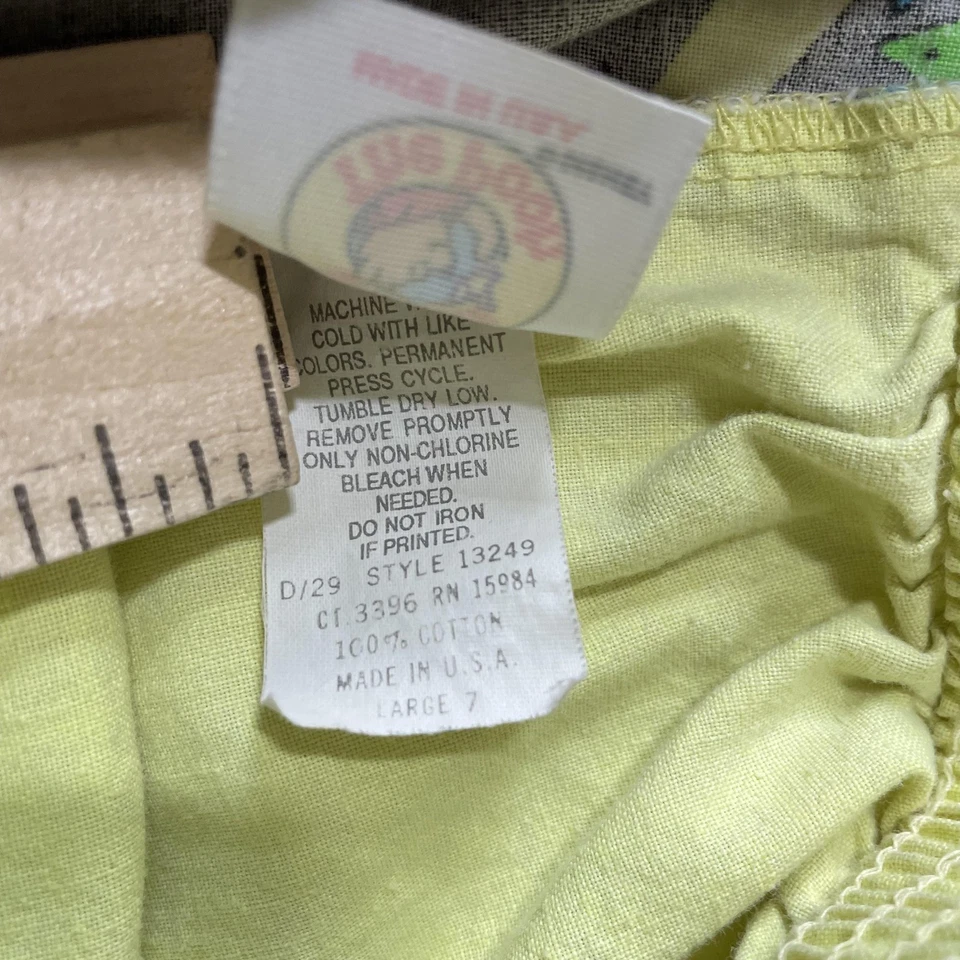 MACHINE
COLD WITH LIKE
COLORS. PERMANENT
PRESS CYCLE.
TUMBLE DRY LOW.
REMOVE PROMPTLY
ONLY NON-CHLORINE
BLEACH WHEN
NEEDED.
DO NOT IRON
IF PRINTED.
D/29 STYLE 13249
CT. 3396 RN 15984
100% COTTON
MADE IN U.S.A.
LARGE 7